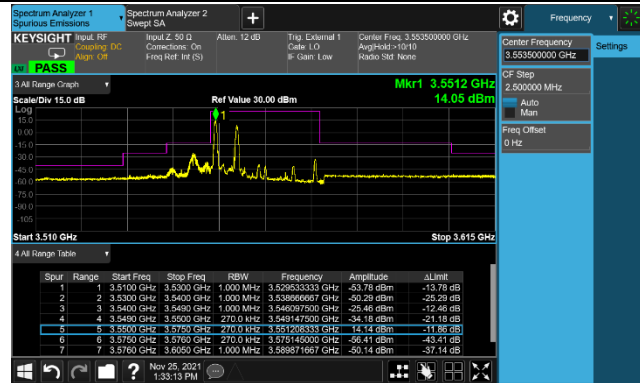 Spectrum Analyzer 1
Spurious Emissions
Spectrum Analyzer 2
Swept SA
+
Frequency
KEYSIGHT
Input: RF
Coupling: DC
Align: Off
Input Z: 50 Ω
Corrections: On
Freq Ref: Int (S)
Atten: 12 dB
Trig: External 1
Gate: LO
IF Gain: Low
Center Freq: 3.553500000 GHz
Avg|Hold:>10/10
Radio Std: None
LM PASS
Center Frequency
3.553500000 GHz
Settings
CF Step
2.500000 MHz
Auto
Man
Freq Offset
0 Hz
3 All Range Graph
Mkr1 3.5512 GHz
14.05 dBm
Scale/Div 15.0 dB
Ref Value 30.00 dBm
Log
15.0
0.00
-15.0
-30.0
-45.0
-60.0
-75.0
-90.0
-105
1
Start 3.510 GHz
Stop 3.615 GHz
4 All Range Table
Spur Range Start Freq Stop Freq RBW Frequency Amplitude ΔLimit
1 1 3.5100 GHz 3.5300 GHz 1.000 MHz 3.529533333 GHz -53.78 dBm -13.78 dB
2 2 3.5300 GHz 3.5400 GHz 1.000 MHz 3.538666667 GHz -50.29 dBm -25.29 dB
3 3 3.5400 GHz 3.5490 GHz 1.000 MHz 3.546097500 GHz -25.46 dBm -12.46 dB
4 4 3.5490 GHz 3.5500 GHz 270.0 kHz 3.549147500 GHz -34.18 dBm -21.18 dB
5 5 3.5500 GHz 3.5750 GHz 270.0 kHz 3.551208333 GHz 14.14 dBm -11.86 dB
6 6 3.5750 GHz 3.5760 GHz 270.0 kHz 3.575145000 GHz -56.41 dBm -43.41 dB
7 7 3.5760 GHz 3.6050 GHz 1.000 MHz 3.589871667 GHz -50.14 dBm -37.14 dB
Nov 25, 2021
1:33:13 PM